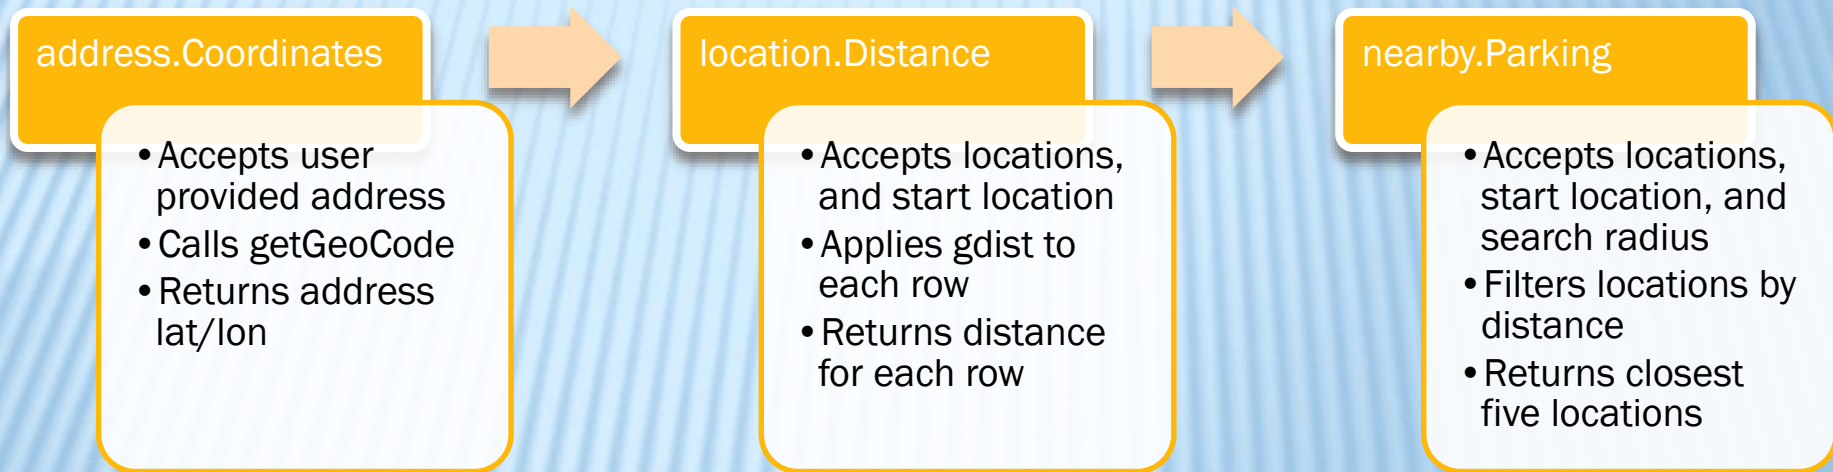 address.Coordinates
•Accepts user
provided address
•Calls getGeoCode
•Returns address
lat/lon
location.Distance
•Accepts locations,
and start location
•Applies gdist to
each row
•Returns distance
for each row
nearby.Parking
•Accepts locations,
start location, and
search radius
•Filters locations by
distance
•Returns closest
five locations